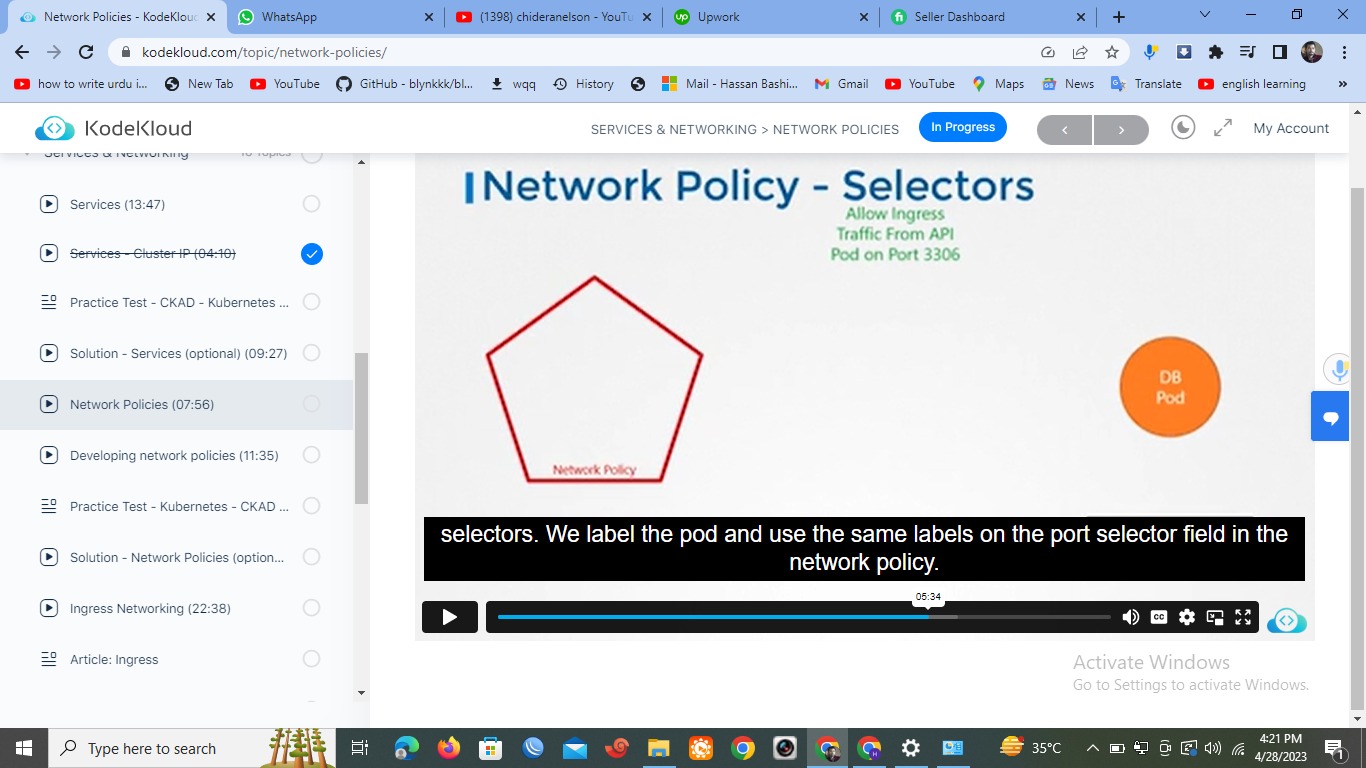 Network Policies - KodeKloud
WhatsApp
(1398) chideranelson - YouTu
Upwork
Seller Dashboard
kodekloud.com/topic/network-policies/
how to write urdu i...
New Tab
YouTube
GitHub - blynkkk/bl...
wqq
History
Mail - Hassan Bashi...
Gmail
YouTube
Maps
News
Translate
english learning
»
KodeKloud
SERVICES & NETWORKING > NETWORK POLICIES
In Progress
My Account
Services & Networking
Topics
Services (13:47)
Services - Cluster IP (04:10)
Practice Test - CKAD - Kubernetes ...
Solution - Services (optional) (09:27)
Network Policies (07:56)
Developing network policies (11:35)
Practice Test - Kubernetes - CKAD ...
Solution - Network Policies (option...
Ingress Networking (22:38)
Article: Ingress
Network Policy - Selectors
Allow Ingress
Traffic From API
Pod on Port 3306
DB
Pod
Network Policy
selectors. We label the pod and use the same labels on the port selector field in the
network policy.
05:34
CC
Activate Windows
Go to Settings to activate Windows.
Type here to search
35°C
4:21 PM
4/28/2023
1